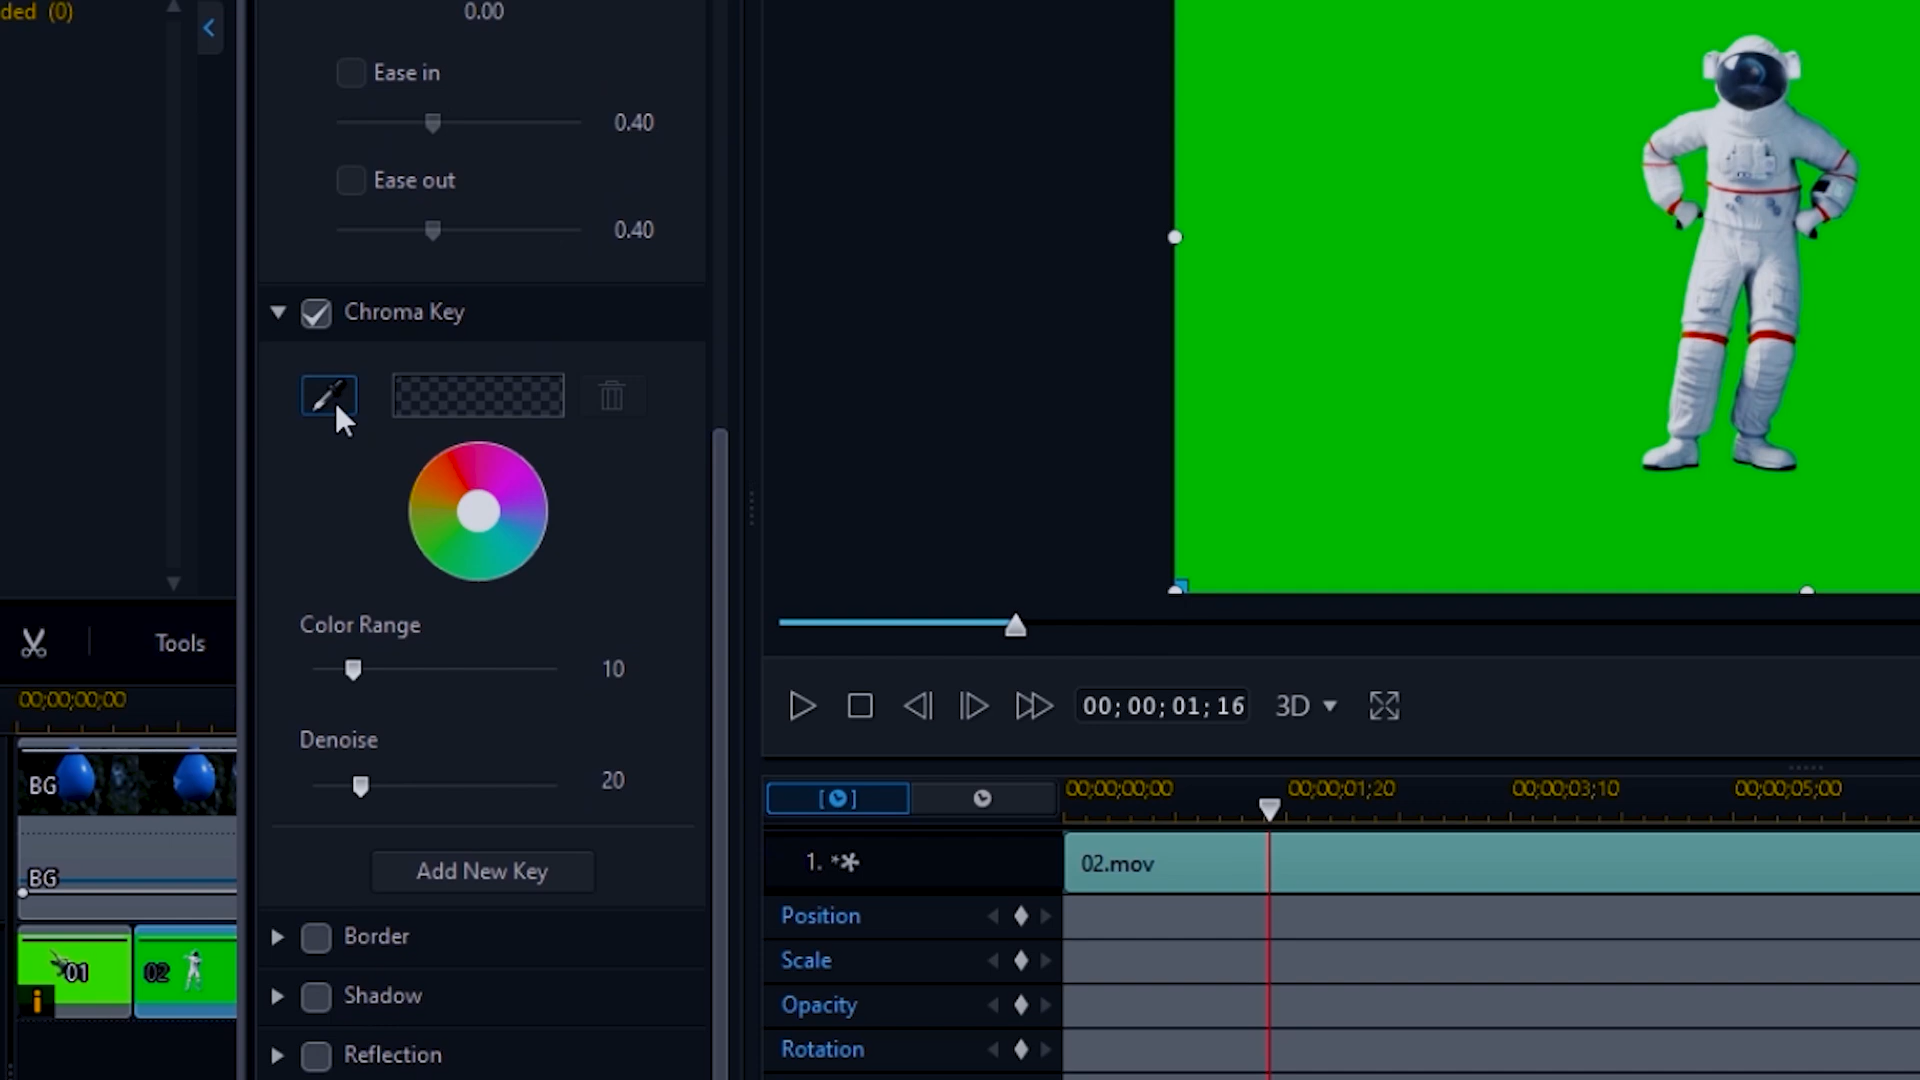 ded (0)
0.00
Ease in
0.40
Ease out
0.40
Chroma Key
Color Range
10
Denoise
20
Add New Key
Border
Shadow
Reflection
Tools
00;00;00;00
BG
BG
01
i
02
00; 00; 01; 16
3D
00;00;00;00
00;00;01;20
00;00;03;10
00;00;05;00
1.
02.mov
Position
Scale
Opacity
Rotation